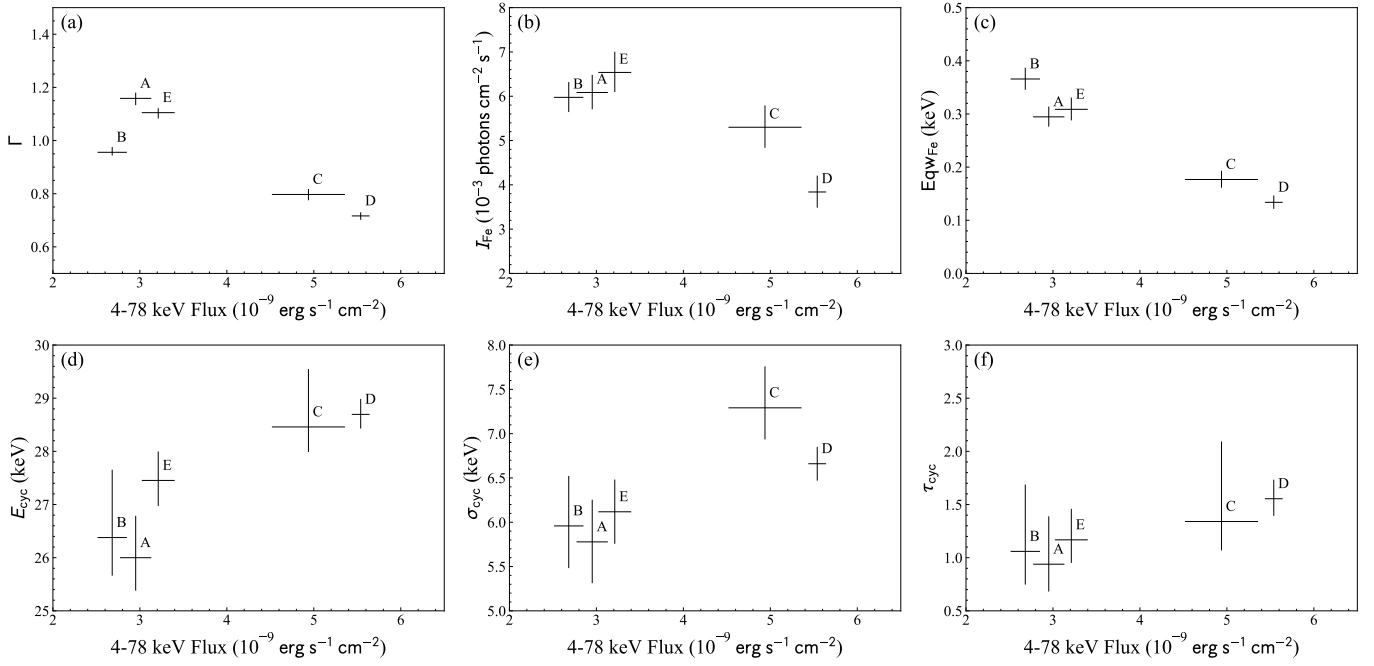 (a)
Γ
1.4
1.2
1.0
0.8
0.6
A
E
B
C
D
2 3 4 5 6
4-78 keV Flux (10⁻⁹ erg s⁻¹ cm⁻²)
(b)
I_Fe (10⁻³ photons cm⁻² s⁻¹)
8
7
6
5
4
3
2
E
B
A
C
D
2 3 4 5 6
4-78 keV Flux (10⁻⁹ erg s⁻¹ cm⁻²)
(c)
Eqw_Fe (keV)
0.5
0.4
0.3
0.2
0.1
0.0
B
E
A
C
D
2 3 4 5 6
4-78 keV Flux (10⁻⁹ erg s⁻¹ cm⁻²)
(d)
E_cyc (keV)
30
29
28
27
26
25
D
C
E
B
A
2 3 4 5 6
4-78 keV Flux (10⁻⁹ erg s⁻¹ cm⁻²)
(e)
σ_cyc (keV)
8.0
7.5
7.0
6.5
6.0
5.5
5.0
C
D
E
B
A
2 3 4 5 6
4-78 keV Flux (10⁻⁹ erg s⁻¹ cm⁻²)
(f)
τ_cyc
3.0
2.5
2.0
1.5
1.0
0.5
D
C
E
B
A
2 3 4 5 6
4-78 keV Flux (10⁻⁹ erg s⁻¹ cm⁻²)